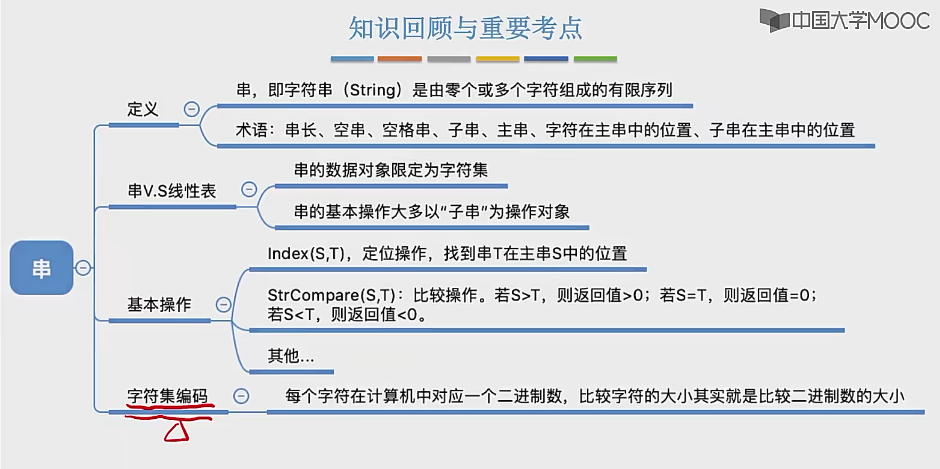 知识回顾与重要考点
中国大学MOOC
串
定义
串，即字符串（String）是由零个或多个字符组成的有限序列
术语：串长、空串、空格串、子串、主串、字符在主串中的位置、子串在主串中的位置
串V.S线性表
串的数据对象限定为字符集
串的基本操作大多以“子串”为操作对象
基本操作
Index(S,T)，定位操作，找到串T在主串S中的位置
StrCompare(S,T)：比较操作。若S>T，则返回值>0；若S=T，则返回值=0；
若S<T，则返回值<0。
其他...
字符集编码
每个字符在计算机中对应一个二进制数，比较字符的大小其实就是比较二进制数的大小